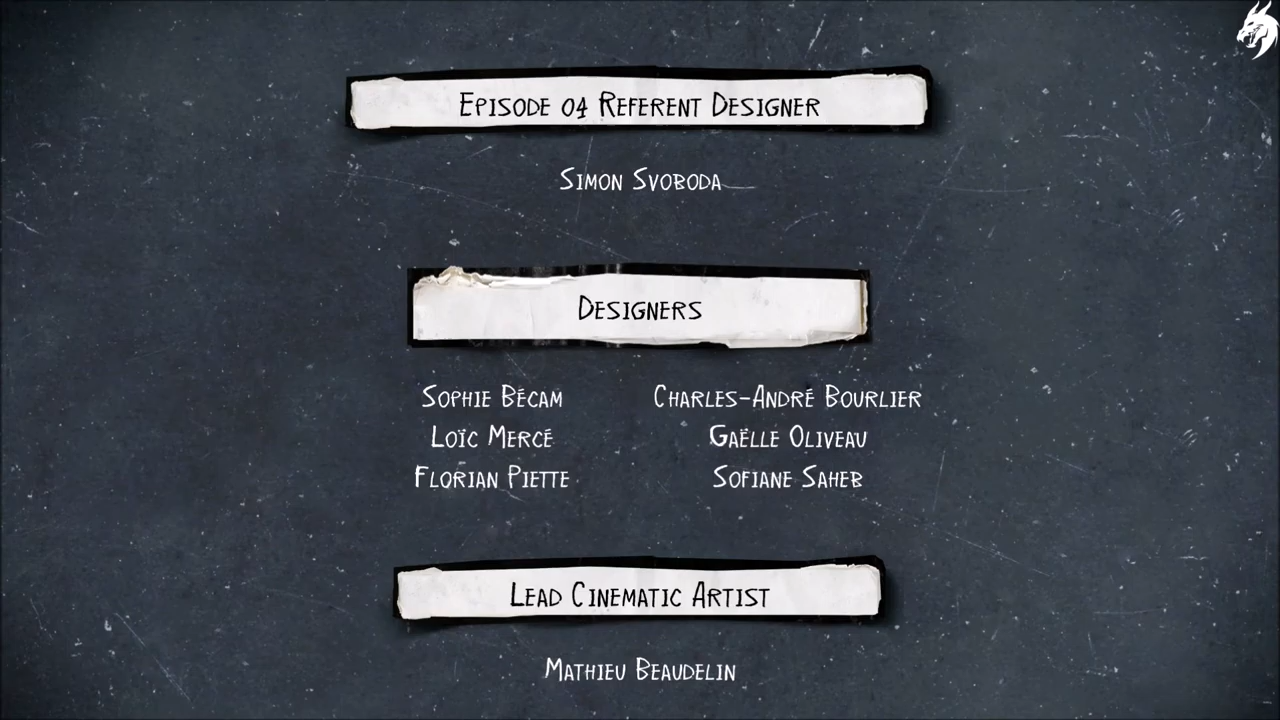 Episode 04 Referent Designer
Simon Svoboda
Designers
Sophie Bécam
Charles-André Bourlier
Loïc Mercé
Gaëlle Oliveau
Florian Piette
Sofiane Saheb
Lead Cinematic Artist
Mathieu Beaudelin